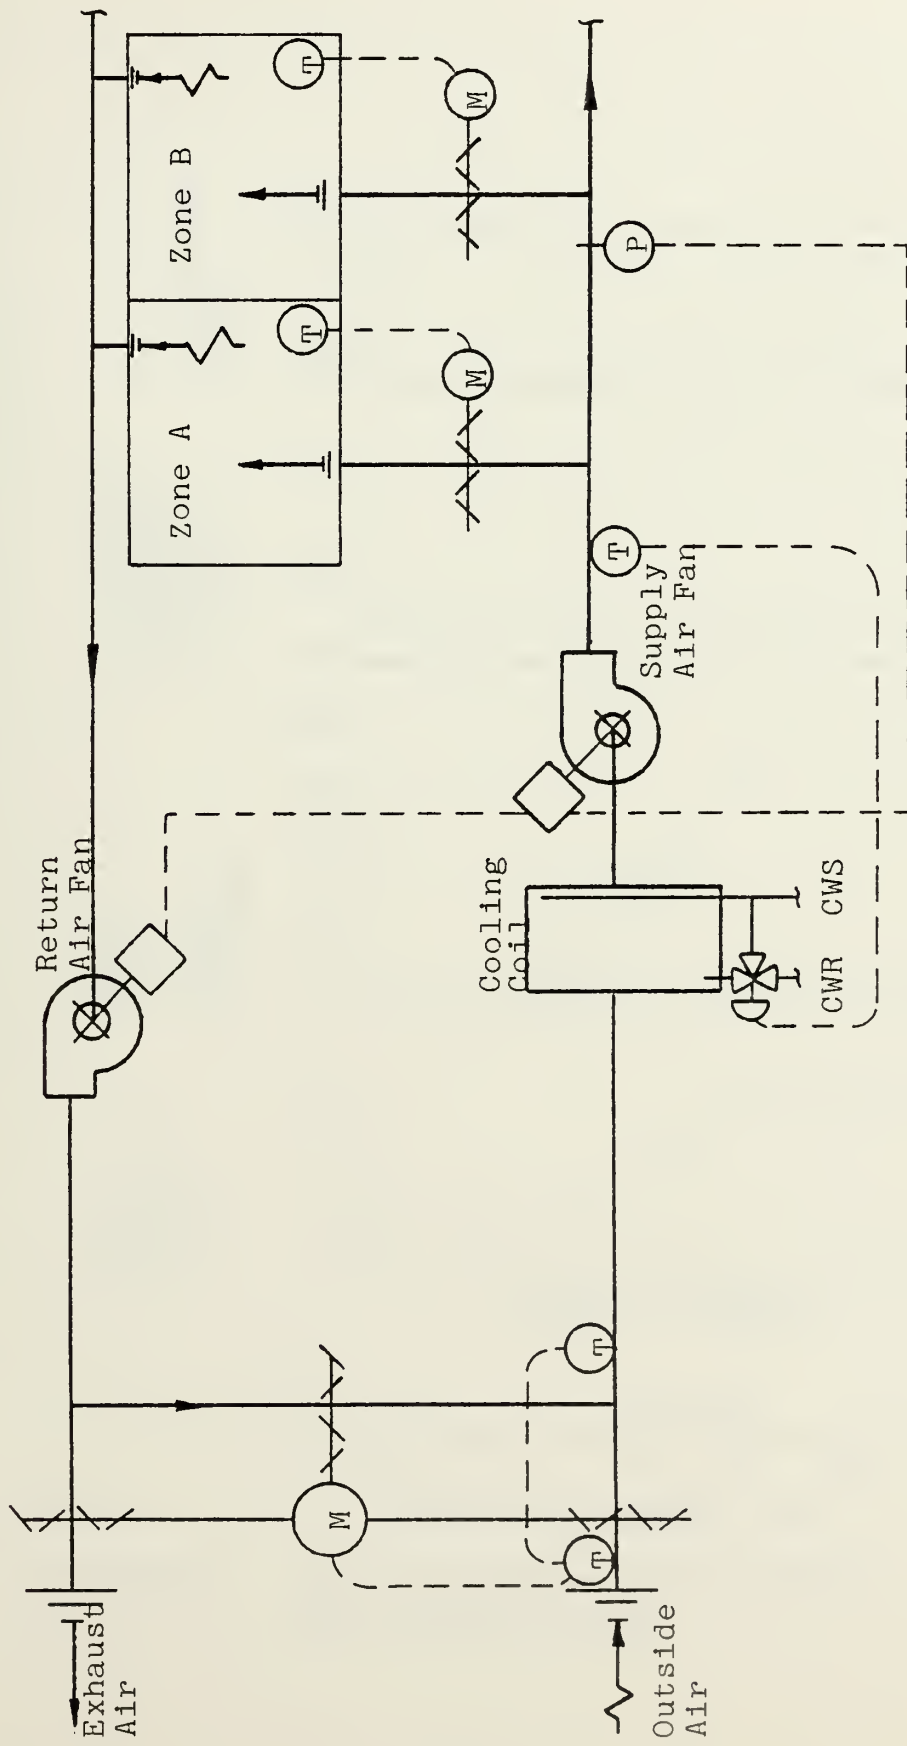 Exhaust
Air
Return
Air Fan
Zone A
Zone B
T
T
M
M
M
T
T
Outside
Air
Cooling
Coil
CWR
CWS
Supply
Air Fan
T
P